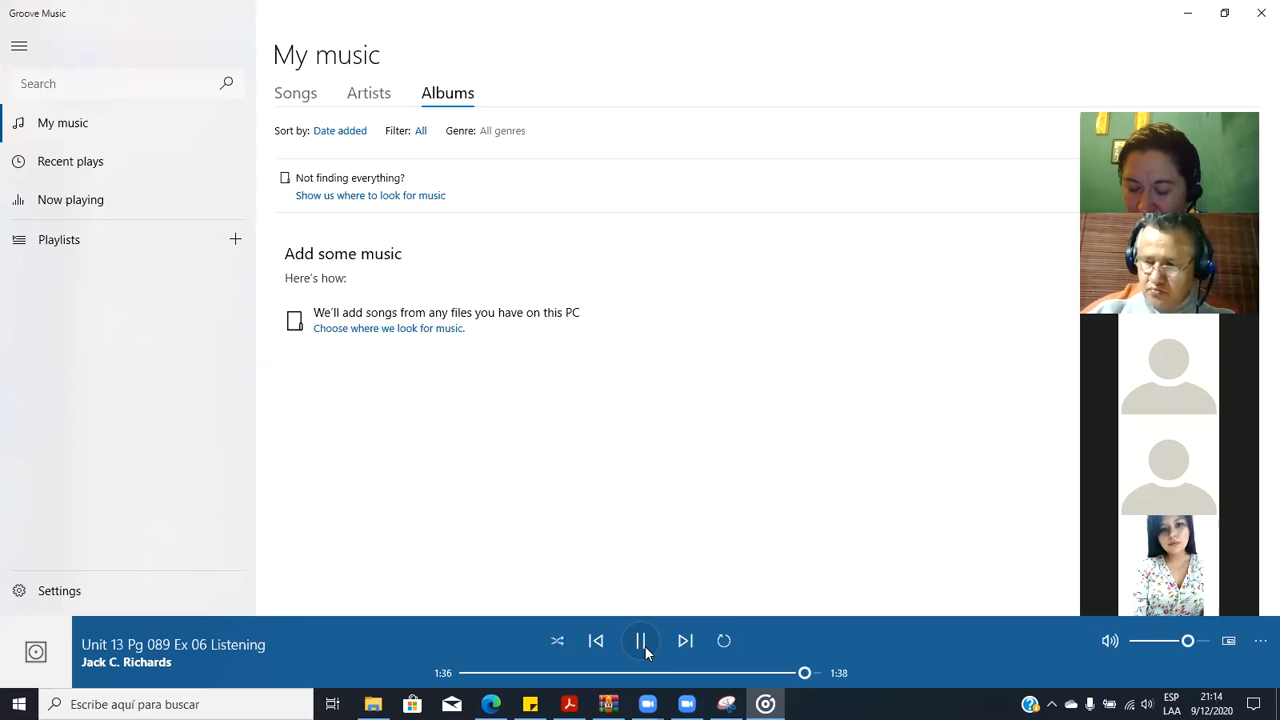 Groove Music
My music
Songs Artists Albums
Search
Sort by: Date added Filter: All Genre: All genres
My music
Recent plays
Not finding everything?
Show us where to look for music
Now playing
Playlists
Add some music
Here's how:
We'll add songs from any files you have on this PC
Choose where we look for music.
Settings
Unit 13 Pg 089 Ex 06 Listening
Jack C. Richards
1:36 1:38
Escribe aquí para buscar
ESP
LAA
21:14
9/12/2020